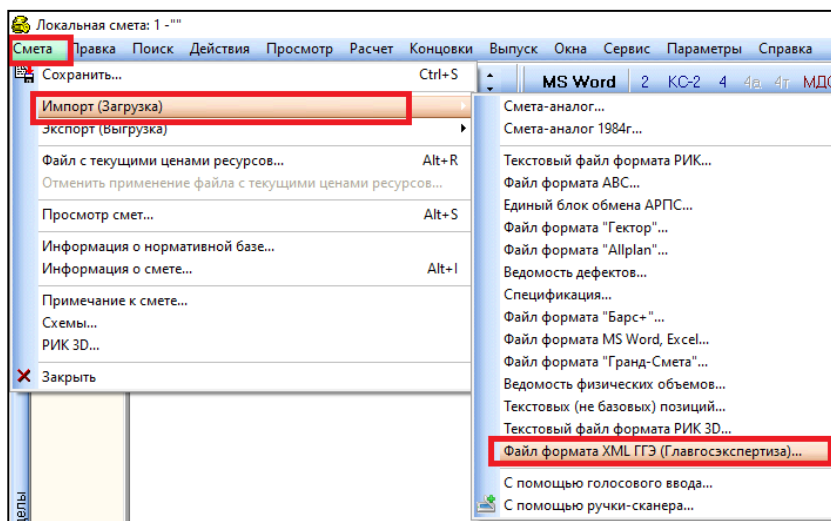 Локальная смета: 1 -""
Смета Правка Поиск Действия Просмотр Расчет Концовки Выпуск Окна Сервис Параметры Справка
MS Word 2 КС-2 4 4а 4т МДС
Сохранить... Ctrl+S
Импорт (Загрузка)
Экспорт (Выгрузка)
Файл с текущими ценами ресурсов... Alt+R
Отменить применение файла с текущими ценами ресурсов...
Просмотр смет... Alt+S
Информация о нормативной базе...
Информация о смете... Alt+I
Примечание к смете...
Схемы...
РИК 3D...
Закрыть
Смета-аналог...
Смета-аналог 1984г...
Текстовый файл формата РИК...
Файл формата АВС...
Единый блок обмена АРПС...
Файл формата "Гектор"...
Файл формата "Allplan"...
Ведомость дефектов...
Спецификация...
Файл формата "Барс+"...
Файл формата MS Word, Excel...
Файл формата "Гранд-Смета"...
Ведомость физических объемов...
Текстовых (не базовых) позиций...
Текстовый файл формата РИК 3D...
Файл формата XML ГГЭ (Главгосэкспертиза)...
С помощью голосового ввода...
С помощью ручки-сканера...